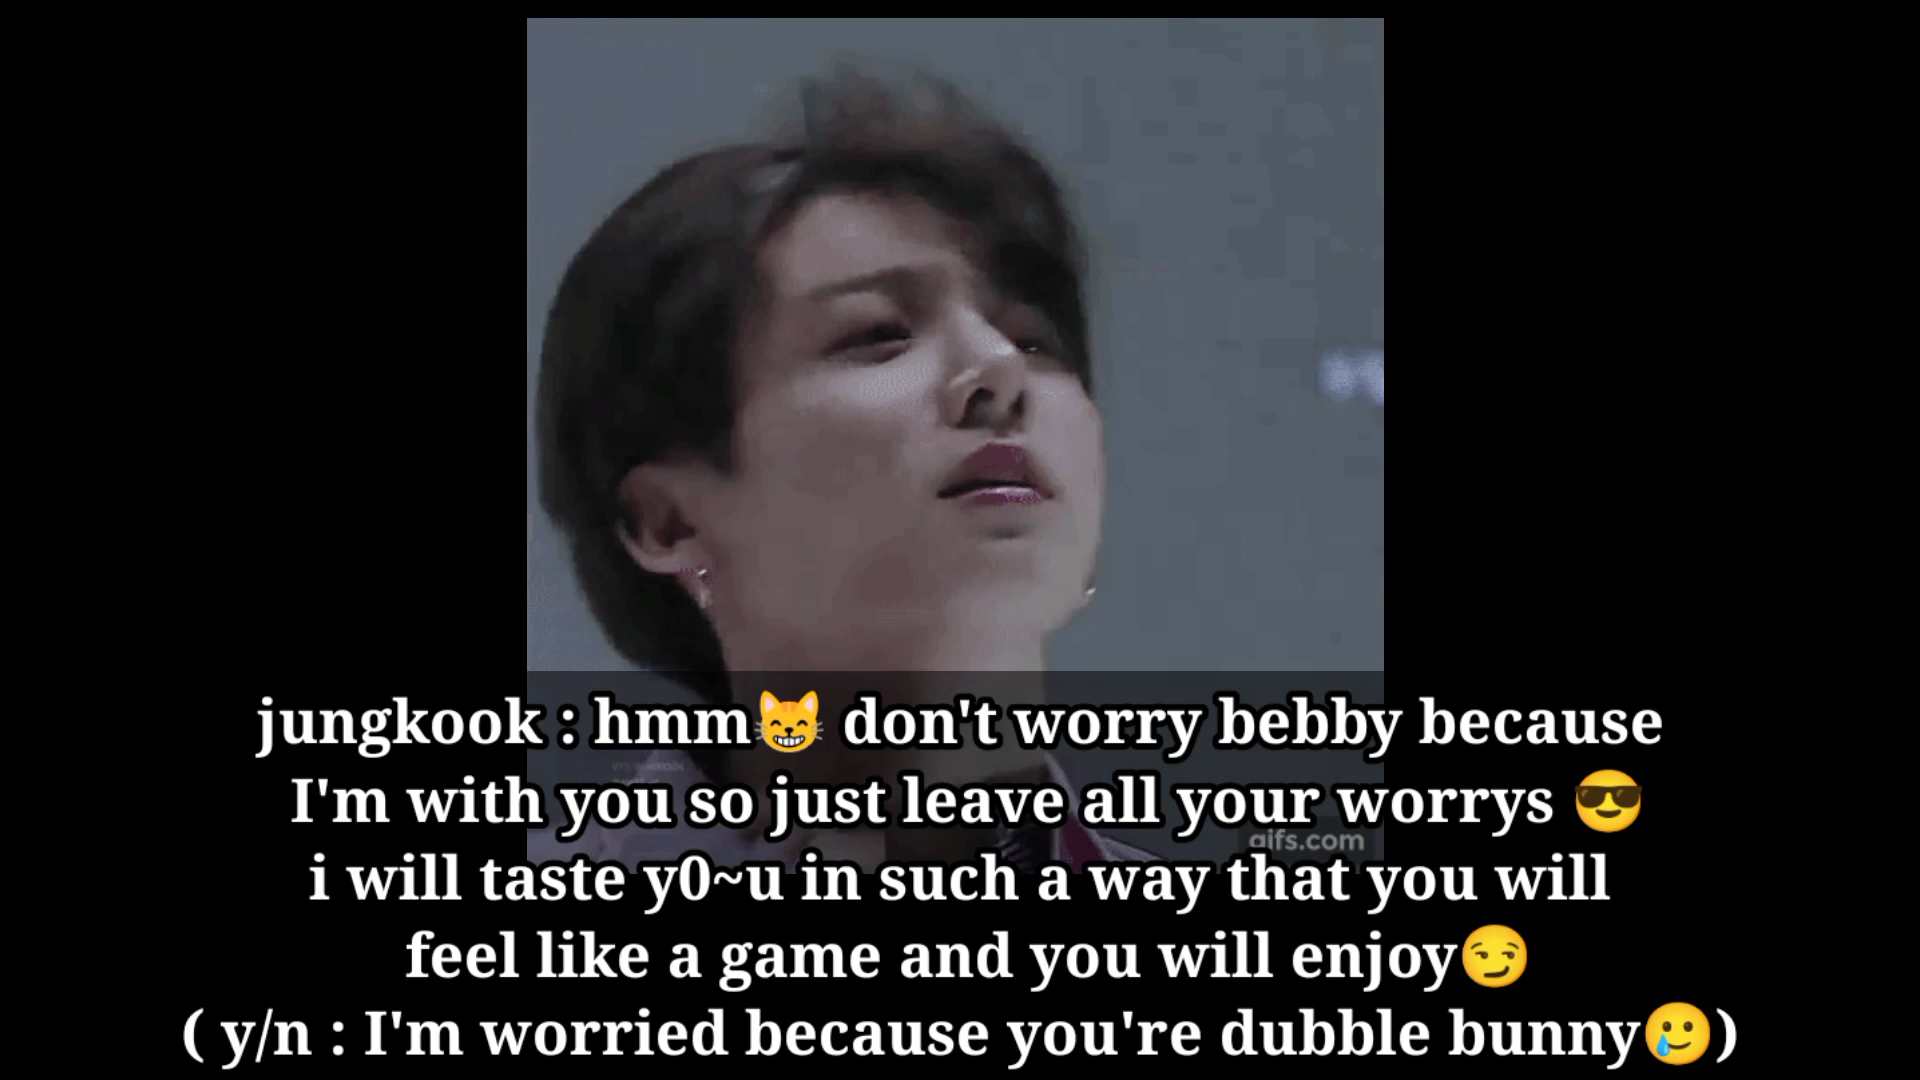 jungkook : hmm😸 don't worry bebby because
I'm with you so just leave all your worrys 😎
i will taste y0~u in such a way that you will
feel like a game and you will enjoy😏
( y/n : I'm worried because you're dubble bunny🥲)
gifs.com